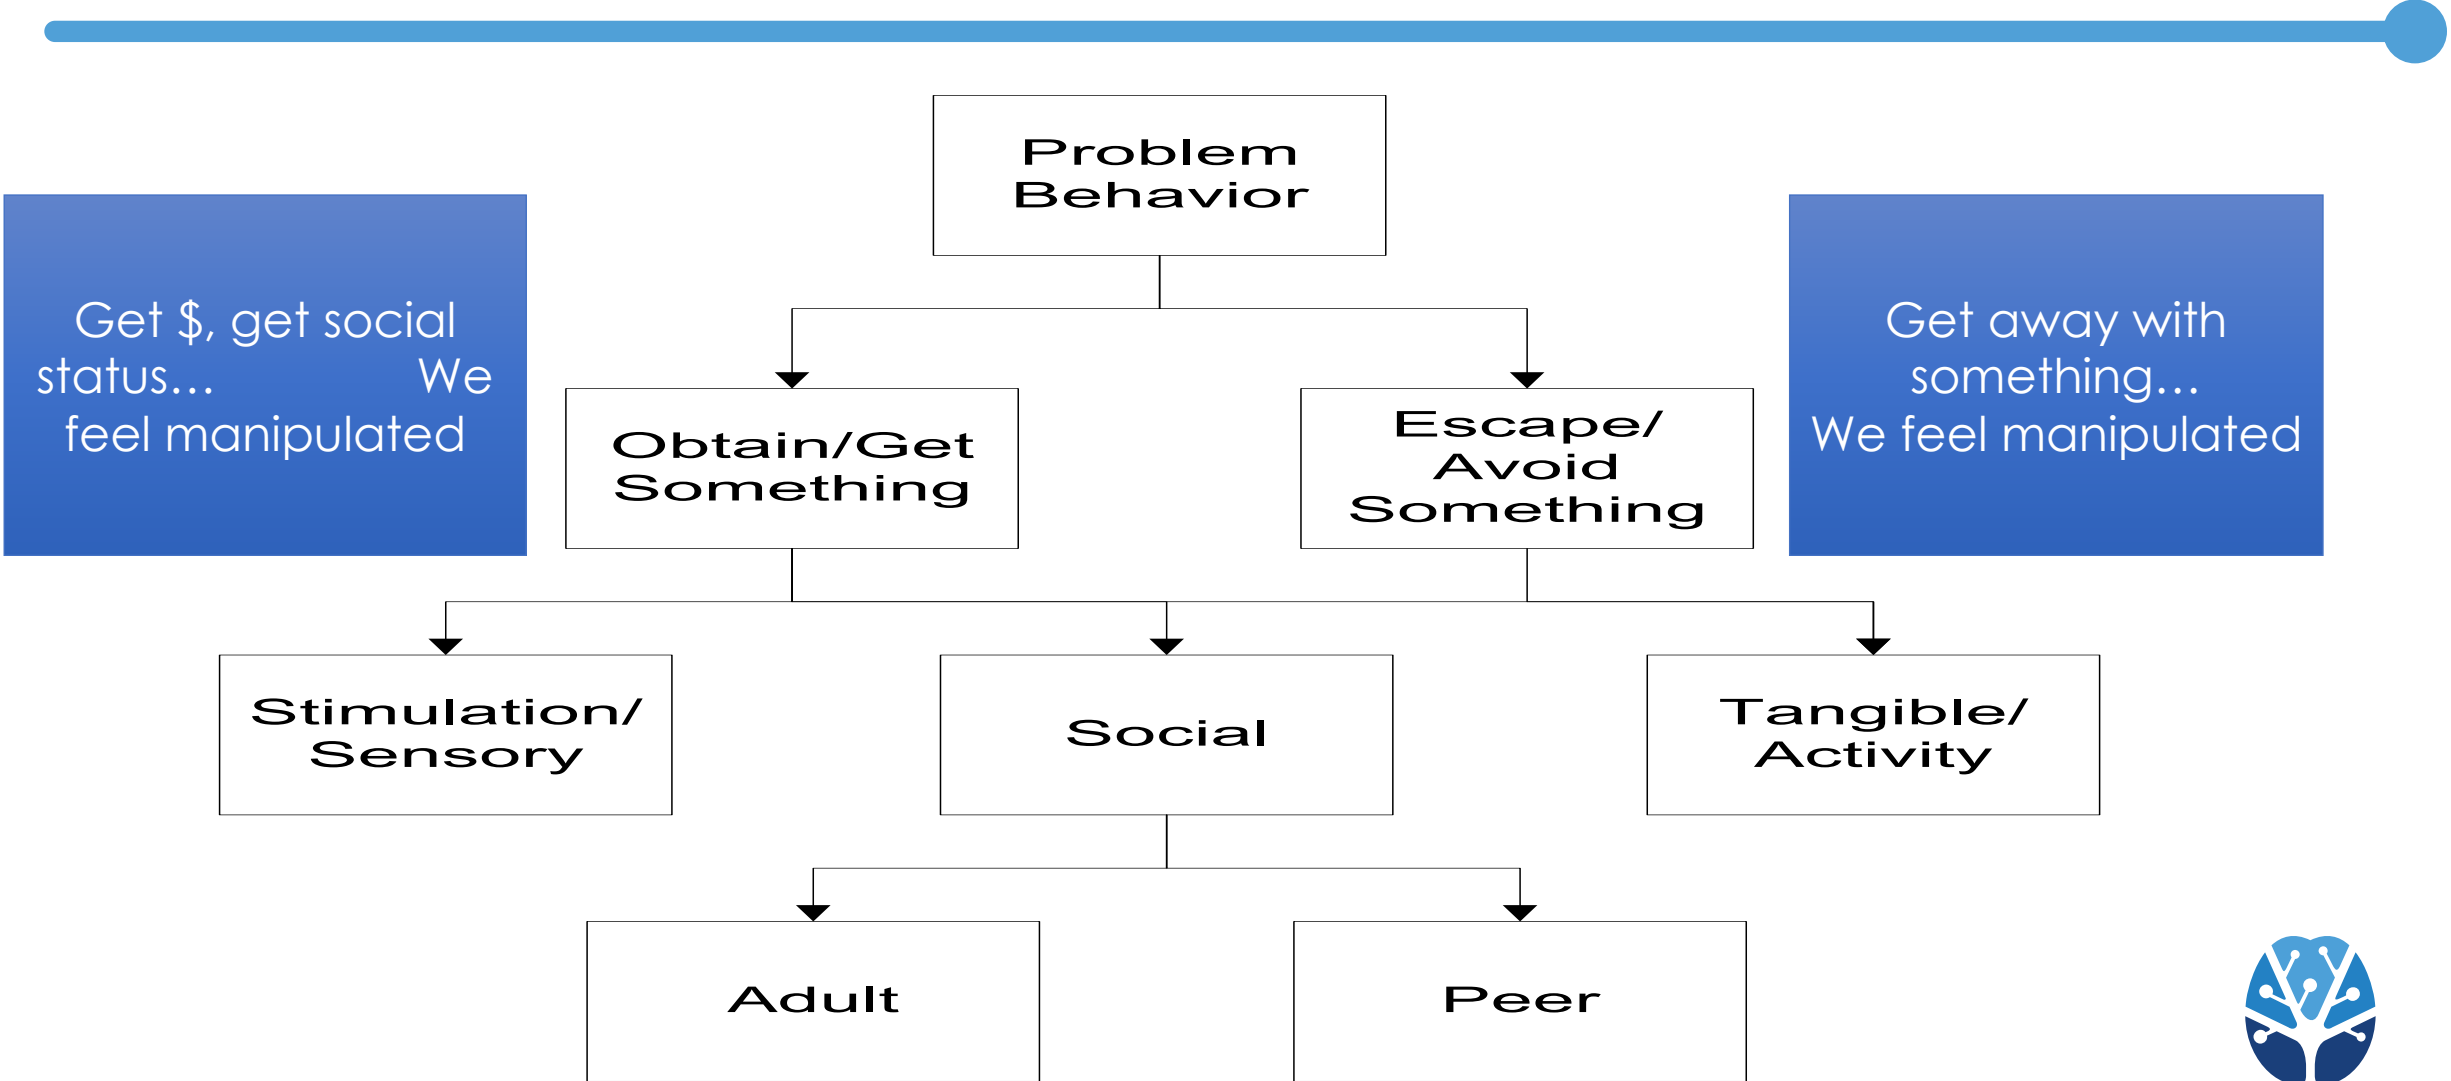 Problem
Behavior
Get $, get social
status… We
feel manipulated
Obtain/Get
Something
Escape/
Avoid
Something
Get away with
something…
We feel manipulated
Stimulation/
Sensory
Social
Tangible/
Activity
Adult
Peer